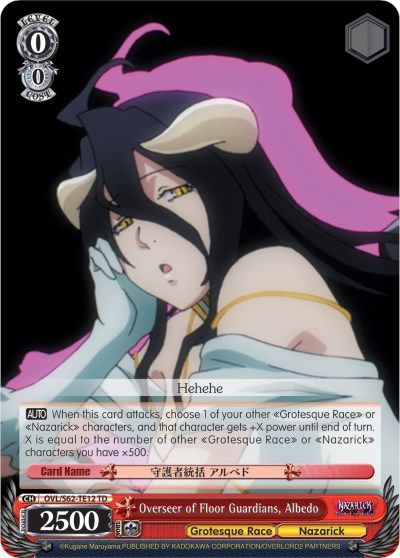 LEVEL
0
0
COST
Hehehe
AUTO When this card attacks, choose 1 of your other «Grotesque Race» or
«Nazarick» characters, and that character gets +X power until end of turn.
X is equal to the number of other «Grotesque Race» or «Nazarick»
characters you have ×500.
Card Name 守護者統括 アルベド
CH OVL/S62-TE12 TD
POWER 2500
SOUL
Overseer of Floor Guardians, Albedo
NAZARICK
Grotesque Race Nazarick
©Kugane Maruyama,PUBLISHED BY KADOKAWA CORPORATION/OVERLORD2 PARTNERS